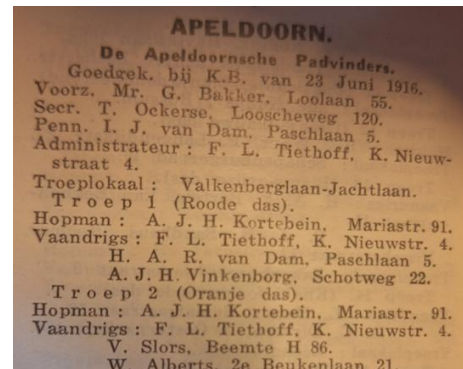 APELDOORN.
De Apeldoornsche Padvinders.
Goedgek. bij K.B. van 23 Juni 1916.
Voorz. Mr. G. Bakker, Loolaan 55.
Secr. T. Ockerse, Looscheweg 120.
Penn. I. J. van Dam, Paschlaan 5.
Administrateur : F. L. Tiethoff, K. Nieuw-
straat 4.
Troeplokaal : Valkenberglaan-Jachtlaan.
Troep 1 (Roode das).
Hopman : A. J. H. Kortebein, Mariastr. 91.
Vaandrigs : F. L. Tiethoff, K. Nieuwstr. 4.
H. A. R. van Dam, Paschlaan 5.
A. J. H. Vinkenborg, Schotweg 22.
Troep 2 (Oranje das).
Hopman : A. J. H. Kortebein, Mariastr. 91.
Vaandrigs : F. L. Tiethoff, K. Nieuwstr. 4.
V. Slors, Beemte H 86.
W. Alberts, 2e Beukenlaan 21.